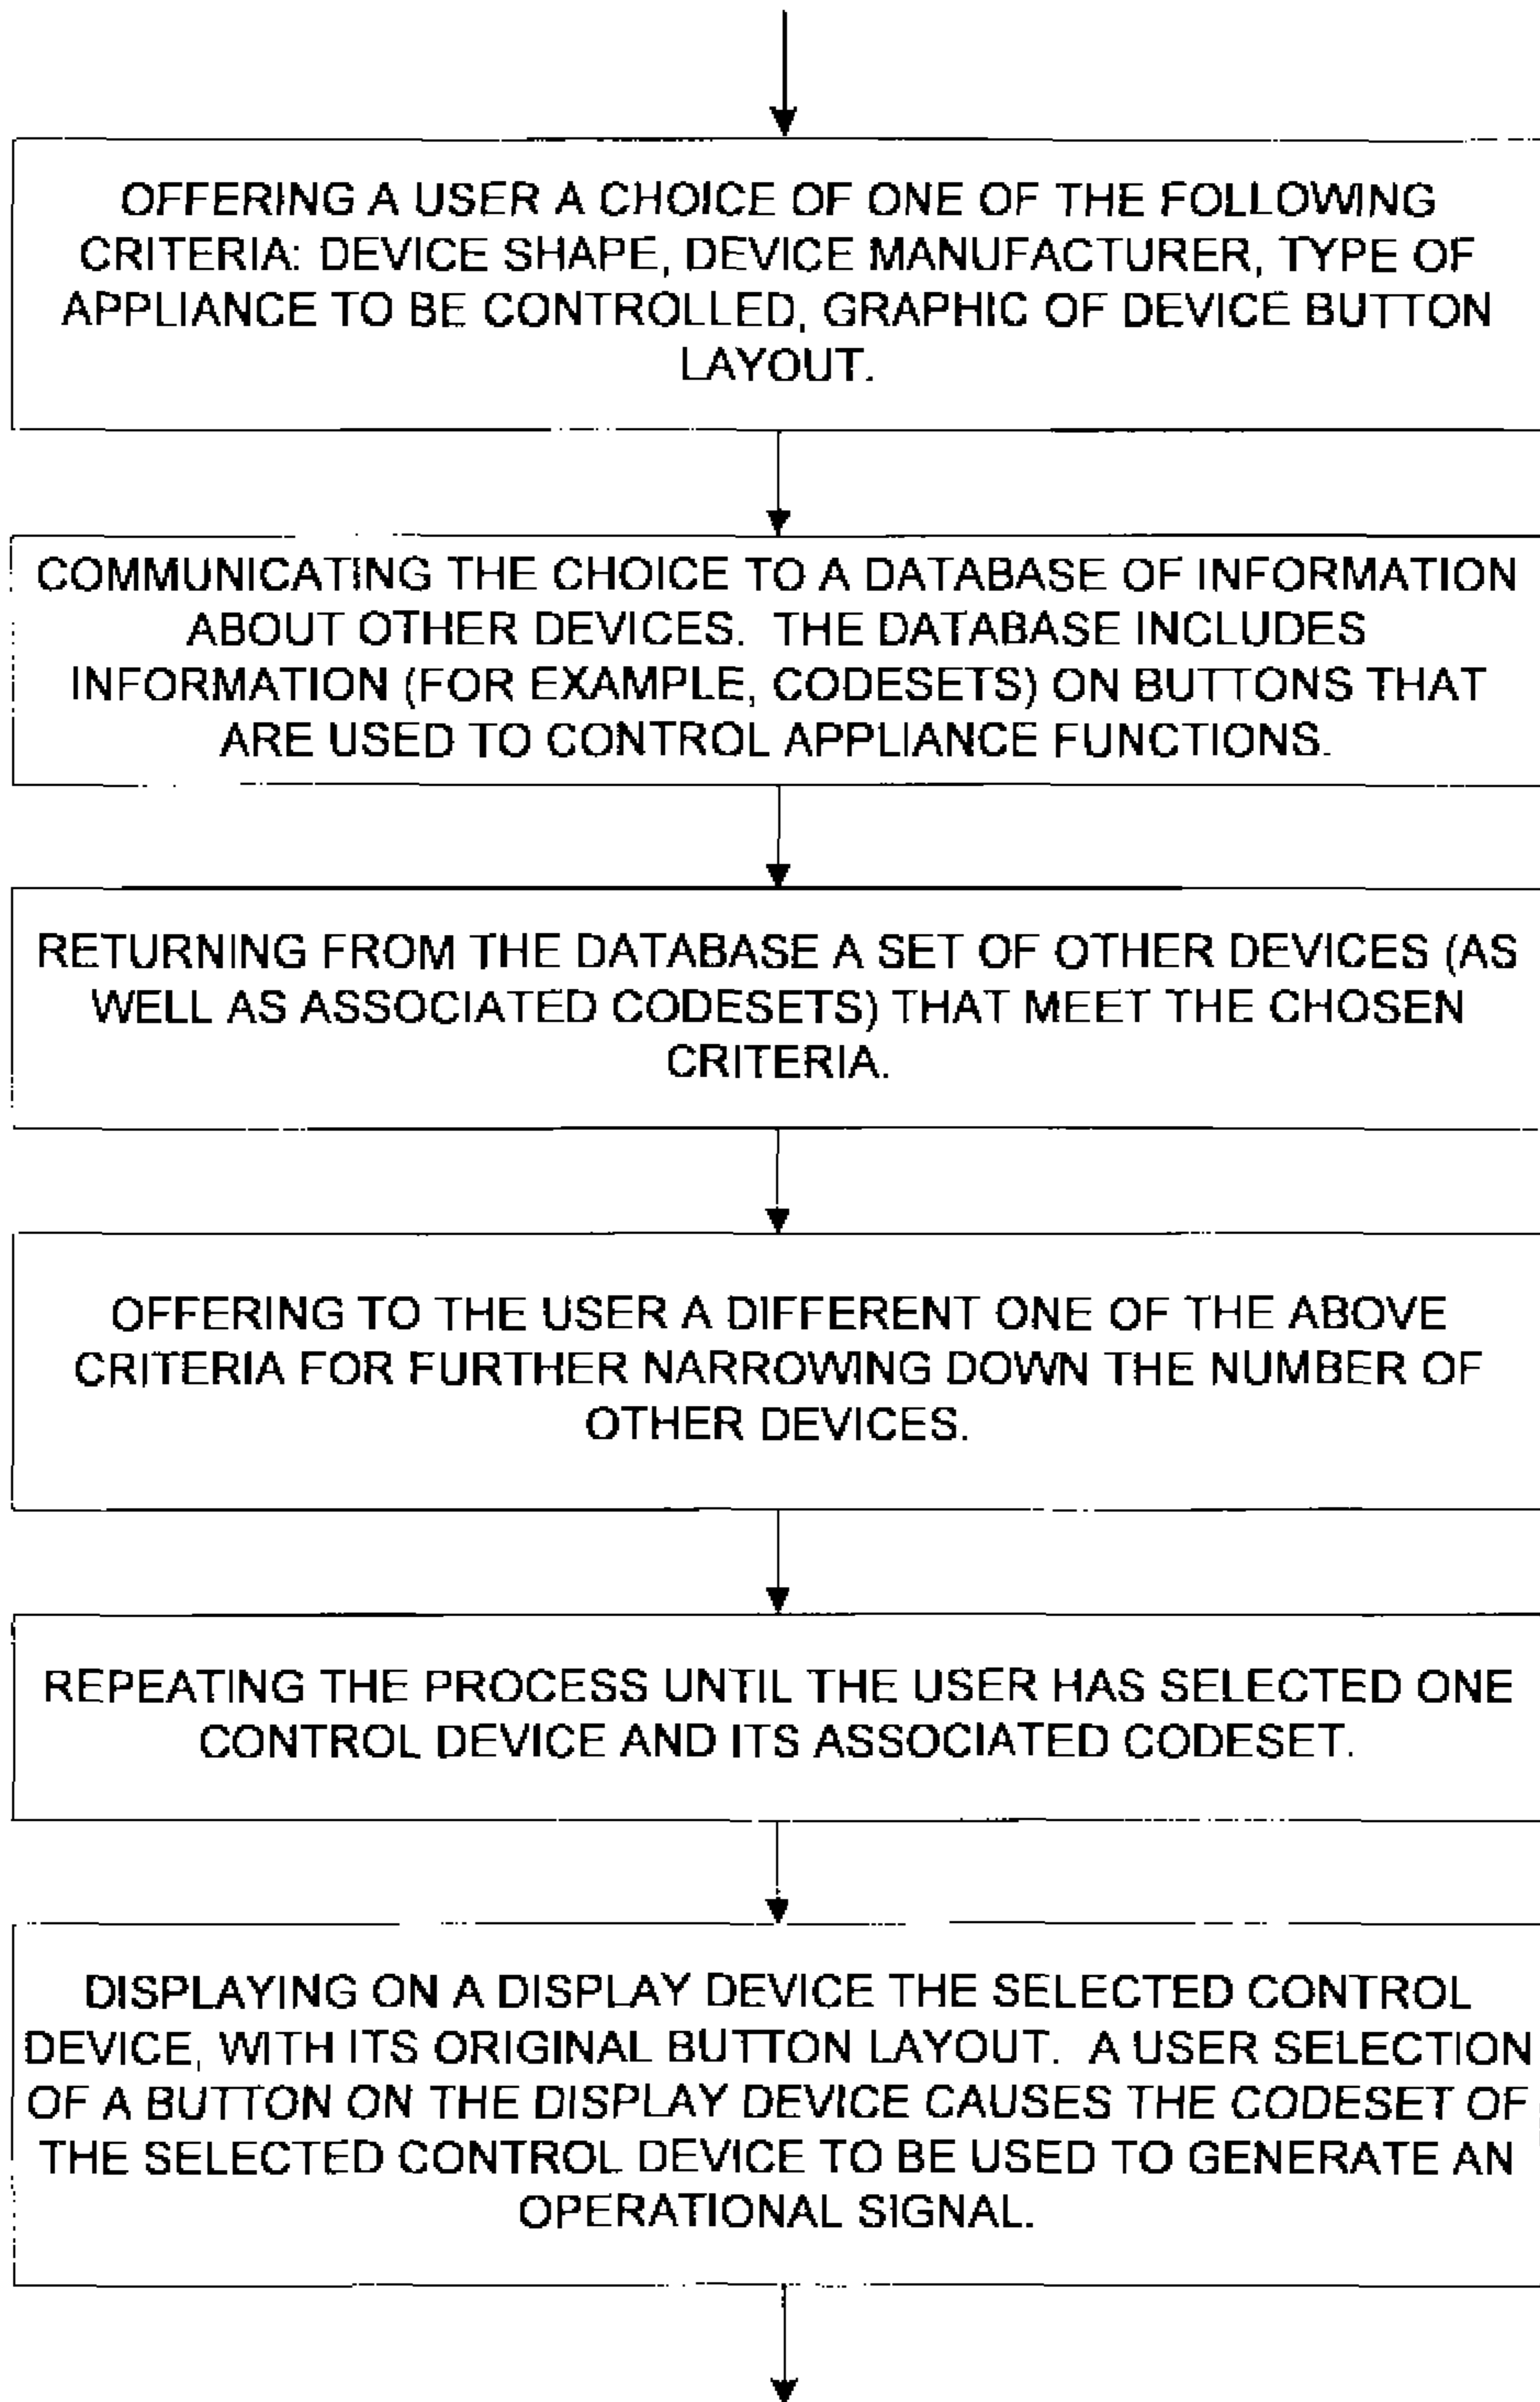 OFFERING A USER A CHOICE OF ONE OF THE FOLLOWING
CRITERIA: DEVICE SHAPE, DEVICE MANUFACTURER, TYPE OF
APPLIANCE TO BE CONTROLLED, GRAPHIC OF DEVICE BUTTON
LAYOUT.
COMMUNICATING THE CHOICE TO A DATABASE OF INFORMATION
ABOUT OTHER DEVICES. THE DATABASE INCLUDES
INFORMATION (FOR EXAMPLE, CODESETS) ON BUTTONS THAT
ARE USED TO CONTROL APPLIANCE FUNCTIONS.
RETURNING FROM THE DATABASE A SET OF OTHER DEVICES (AS
WELL AS ASSOCIATED CODESETS) THAT MEET THE CHOSEN
CRITERIA.
OFFERING TO THE USER A DIFFERENT ONE OF THE ABOVE
CRITERIA FOR FURTHER NARROWING DOWN THE NUMBER OF
OTHER DEVICES.
REPEATING THE PROCESS UNTIL THE USER HAS SELECTED ONE
CONTROL DEVICE AND ITS ASSOCIATED CODESET.
DISPLAYING ON A DISPLAY DEVICE THE SELECTED CONTROL
DEVICE, WITH ITS ORIGINAL BUTTON LAYOUT. A USER SELECTION
OF A BUTTON ON THE DISPLAY DEVICE CAUSES THE CODESET OF
THE SELECTED CONTROL DEVICE TO BE USED TO GENERATE AN
OPERATIONAL SIGNAL.